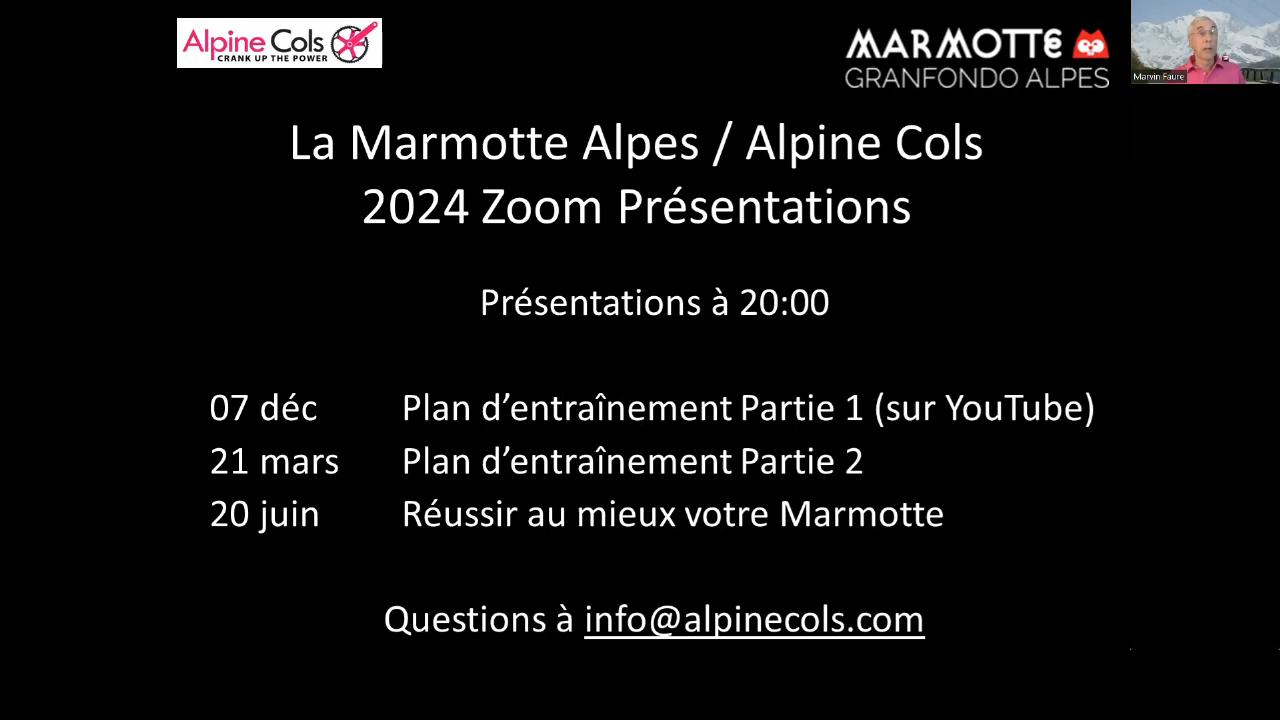 Alpine Cols
CRANK UP THE POWER
MARMOTTE
GRANFONDO ALPES
Marvin Faure
La Marmotte Alpes / Alpine Cols
2024 Zoom Présentations
Présentations à 20:00
07 déc Plan d’entraînement Partie 1 (sur YouTube)
21 mars Plan d’entraînement Partie 2
20 juin Réussir au mieux votre Marmotte
Questions à info@alpinecols.com